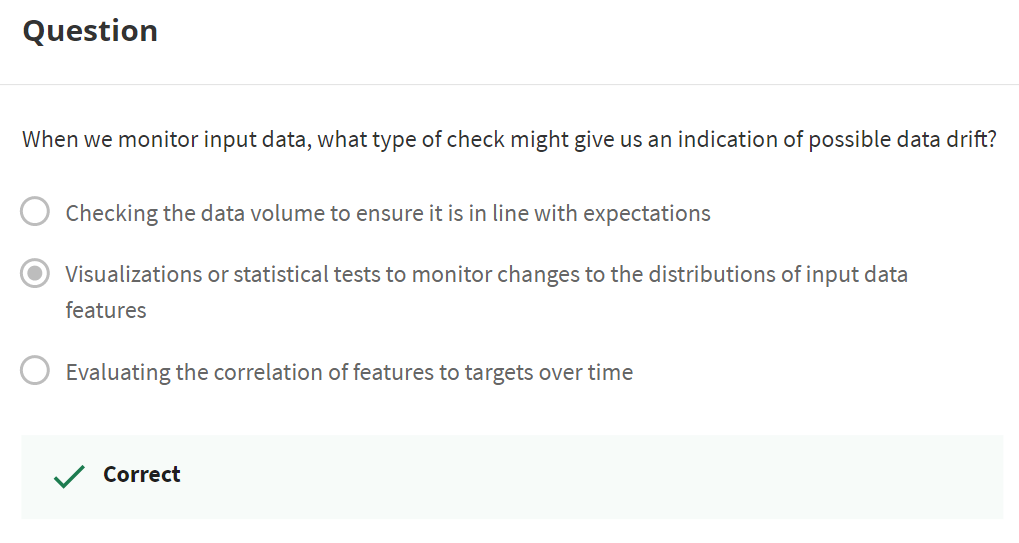 Question
When we monitor input data, what type of check might give us an indication of possible data drift?
Checking the data volume to ensure it is in line with expectations
Visualizations or statistical tests to monitor changes to the distributions of input data
features
Evaluating the correlation of features to targets over time
Correct